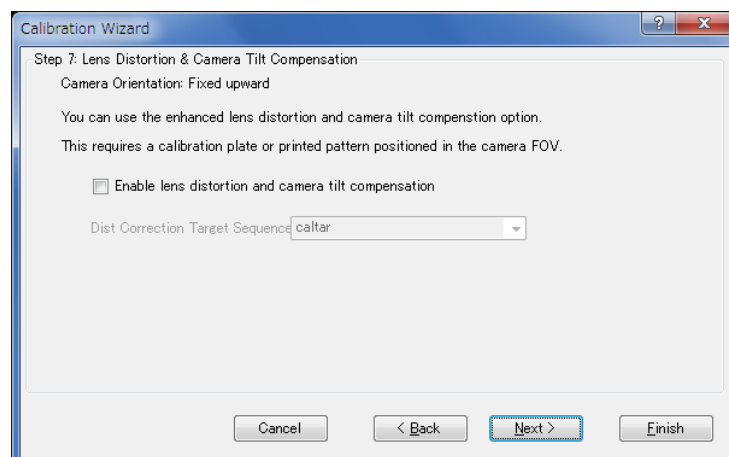 Calibration Wizard
?
X
Step 7: Lens Distortion & Camera Tilt Compensation
Camera Orientation: Fixed upward
You can use the enhanced lens distortion and camera tilt compenstion option.
This requires a calibration plate or printed pattern positioned in the camera FOV.
Enable lens distortion and camera tilt compensation
Dist Correction Target Sequence caltar
Cancel < Back Next > Finish